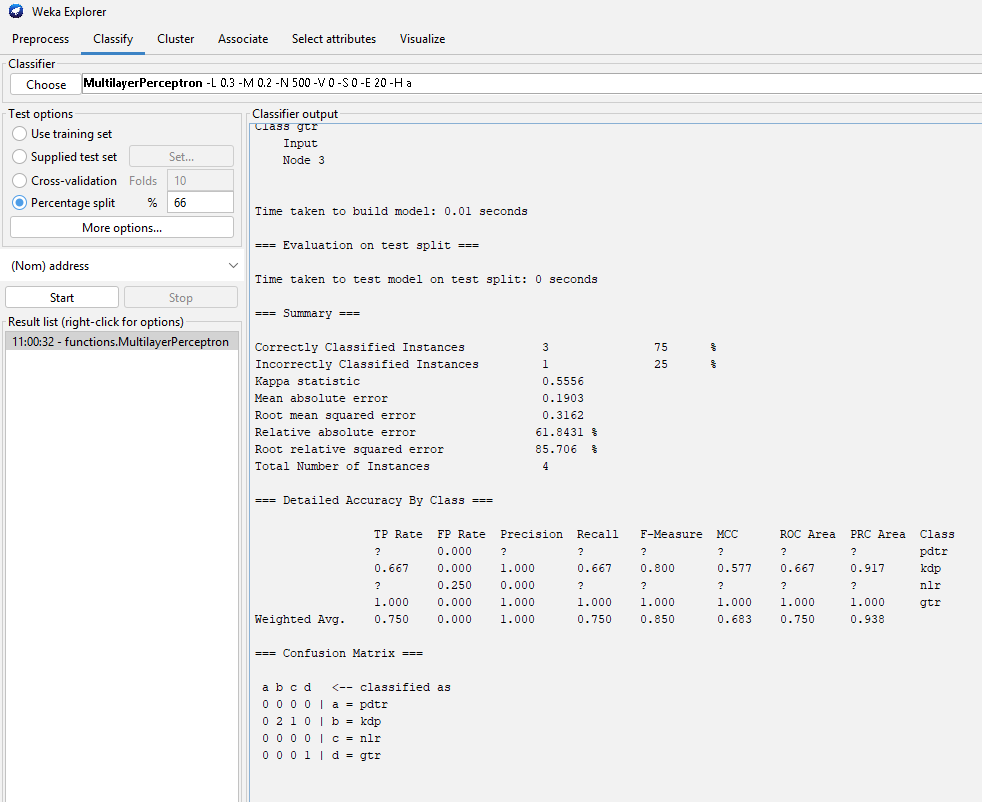 Weka Explorer
Preprocess Classify Cluster Associate Select attributes Visualize
Classifier
Choose MultilayerPerceptron -L 0.3 -M 0.2 -N 500 -V 0 -S 0 -E 20 -H a
Test options
Use training set
Supplied test set Set...
Cross-validation Folds 10
Percentage split % 66
More options...
(Nom) address
Start Stop
Result list (right-click for options)
11:00:32 - functions.MultilayerPerceptron
Classifier output
Class gtr
Input
Node 3
Time taken to build model: 0.01 seconds
=== Evaluation on test split ===
Time taken to test model on test split: 0 seconds
=== Summary ===
Correctly Classified Instances 3 75 %
Incorrectly Classified Instances 1 25 %
Kappa statistic 0.5556
Mean absolute error 0.1903
Root mean squared error 0.3162
Relative absolute error 61.8431 %
Root relative squared error 85.706 %
Total Number of Instances 4
=== Detailed Accuracy By Class ===
TP Rate FP Rate Precision Recall F-Measure MCC ROC Area PRC Area Class
? 0.000 ? ? ? ? ? ? pdtr
0.667 0.000 1.000 0.667 0.800 0.577 0.667 0.917 kdp
? 0.250 0.000 ? ? ? ? ? nlr
1.000 0.000 1.000 1.000 1.000 1.000 1.000 1.000 gtr
Weighted Avg. 0.750 0.000 1.000 0.750 0.850 0.683 0.750 0.938
=== Confusion Matrix ===
a b c d <-- classified as
0 0 0 0 | a = pdtr
0 2 1 0 | b = kdp
0 0 0 0 | c = nlr
0 0 0 1 | d = gtr